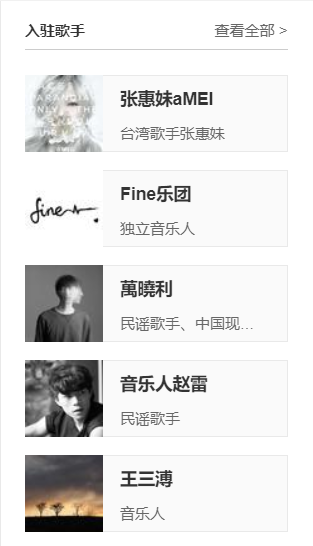 入驻歌手
查看全部 >
张惠妹aMEI
台湾歌手张惠妹
fine
Fine乐团
独立音乐人
萬曉利
民谣歌手、中国现...
音乐人赵雷
民谣歌手
王三溥
音乐人